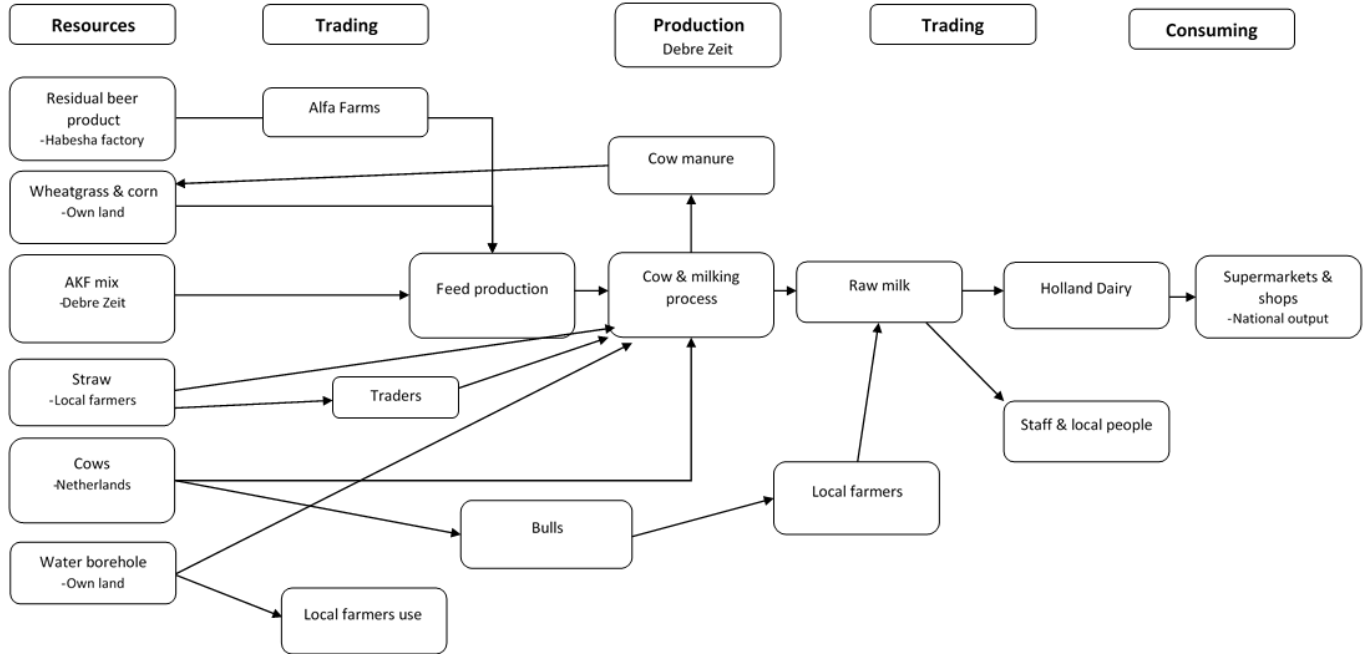 Resources
Trading
Production
Debre Zeit
Trading
Consuming
Residual beer
product
-Habesha factory
Alfa Farms
Cow manure
Wheatgrass & corn
-Own land
AKF mix
-Debre Zeit
Feed production
Cow & milking
process
Raw milk
Holland Dairy
Supermarkets &
shops
-National output
Straw
-Local farmers
Traders
Staff & local people
Cows
-Netherlands
Bulls
Local farmers
Water borehole
-Own land
Local farmers use